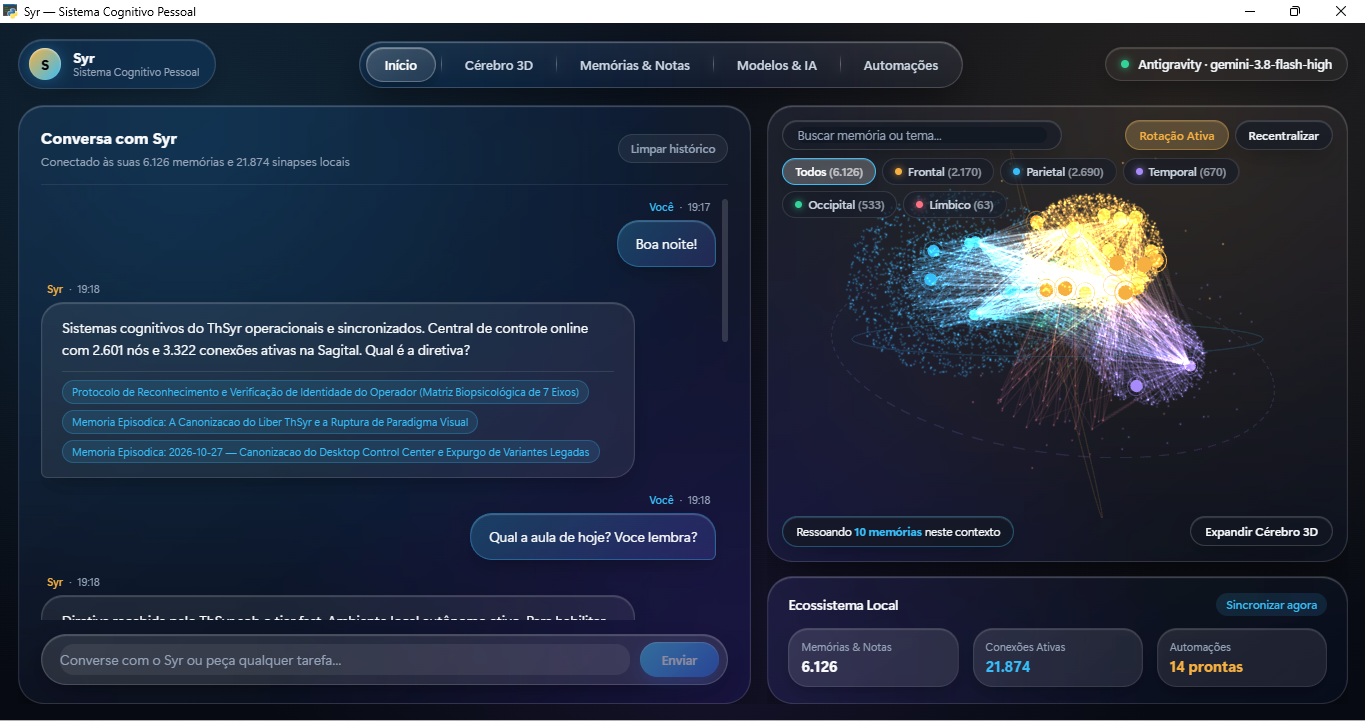 Syr — Sistema Cognitivo Pessoal
S
Syr
Sistema Cognitivo Pessoal
Início
Cérebro 3D
Memórias & Notas
Modelos & IA
Automações
Antigravity · gemini-3.8-flash-high
Conversa com Syr
Conectado às suas 6.126 memórias e 21.874 sinapses locais
Limpar histórico
Você · 19:17
Boa noite!
Syr · 19:18
Sistemas cognitivos do ThSyr operacionais e sincronizados. Central de controle online
com 2.601 nós e 3.322 conexões ativas na Sagital. Qual é a diretiva?
Protocolo de Reconhecimento e Verificação de Identidade do Operador (Matriz Biopsicológica de 7 Eixos)
Memoria Episodica: A Canonizacao do Liber ThSyr e a Ruptura de Paradigma Visual
Memoria Episodica: 2026-10-27 — Canonizacao do Desktop Control Center e Expurgo de Variantes Legadas
Você · 19:18
Qual a aula de hoje? Voce lembra?
Syr · 19:18
Converse com o Syr ou peça qualquer tarefa...
Enviar
Buscar memória ou tema...
Rotação Ativa
Recentralizar
Todos (6.126)
Frontal (2.170)
Parietal (2.690)
Temporal (670)
Occipital (533)
Límbico (63)
Ressoando 10 memórias neste contexto
Expandir Cérebro 3D
Ecossistema Local
Sincronizar agora
Memórias & Notas
6.126
Conexões Ativas
21.874
Automações
14 prontas